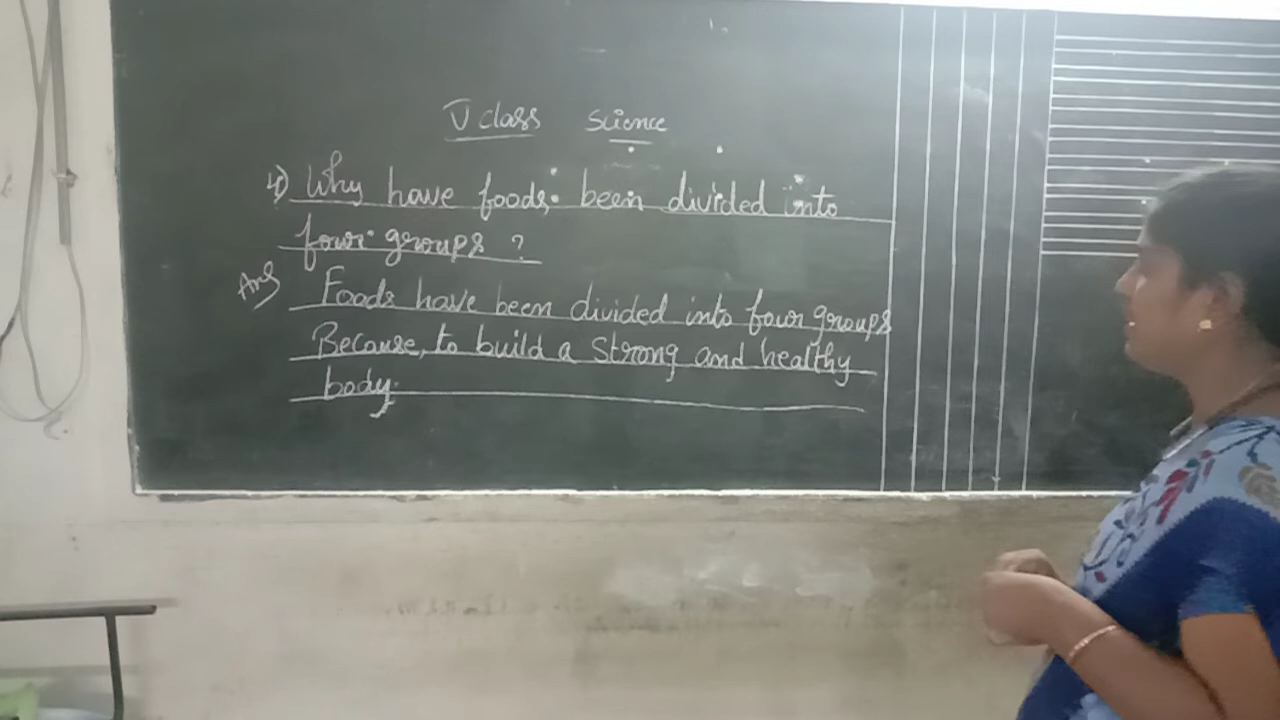 V class Science
4) Why have foods been divided into
four groups ?
Ans Foods have been divided into four groups
Because, to build a strong and healthy
body.